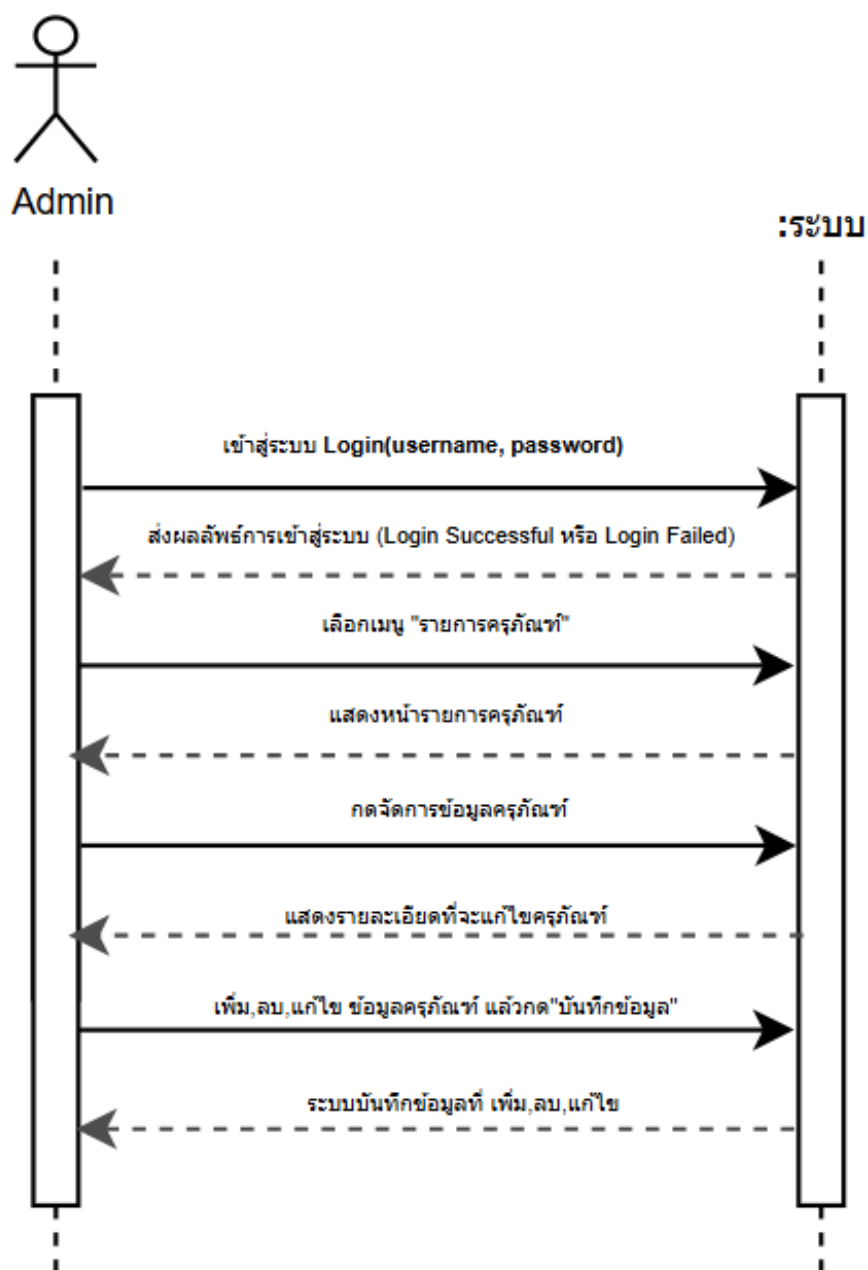 Admin
:ระบบ
เข้าสู่ระบบ Login(username, password)
ส่งผลลัพธ์การเข้าสู่ระบบ (Login Successful หรือ Login Failed)
เลือกเมนู "รายการครุภัณฑ์"
แสดงหน้ารายการครุภัณฑ์
กดจัดการข้อมูลครุภัณฑ์
แสดงรายละเอียดที่จะแก้ไขครุภัณฑ์
เพิ่ม,ลบ,แก้ไข ข้อมูลครุภัณฑ์ แล้วกด"บันทึกข้อมูล"
ระบบบันทึกข้อมูลที่ เพิ่ม,ลบ,แก้ไข